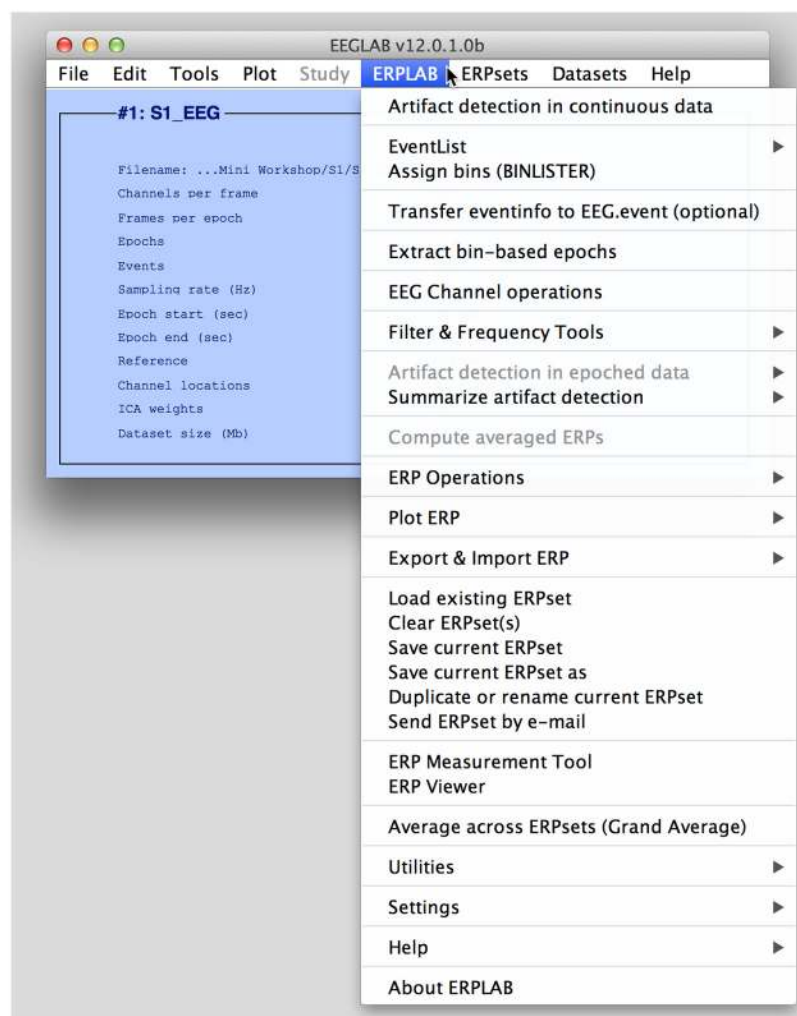 EEGLAB v12.0.1.0b
File Edit Tools Plot Study ERPLAB ERPsets Datasets Help
#1: S1_EEG
Filename: ...Mini Workshop/S1/S
Channels per frame
Frames per epoch
Epochs
Events
Sampling rate (Hz)
Epoch start (sec)
Epoch end (sec)
Reference
Channel locations
ICA weights
Dataset size (Mb)
Artifact detection in continuous data
EventList
Assign bins (BINLISTER)
Transfer eventinfo to EEG.event (optional)
Extract bin-based epochs
EEG Channel operations
Filter & Frequency Tools
Artifact detection in epoched data
Summarize artifact detection
Compute averaged ERPs
ERP Operations
Plot ERP
Export & Import ERP
Load existing ERPset
Clear ERPset(s)
Save current ERPset
Save current ERPset as
Duplicate or rename current ERPset
Send ERPset by e-mail
ERP Measurement Tool
ERP Viewer
Average across ERPsets (Grand Average)
Utilities
Settings
Help
About ERPLAB